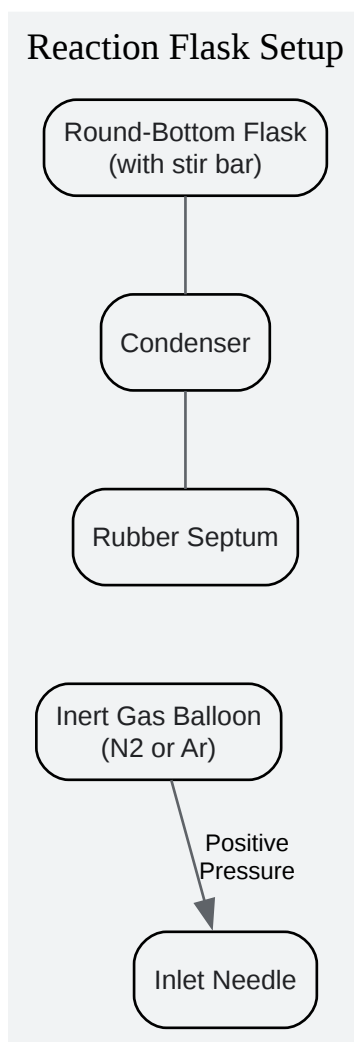 Reaction Flask Setup
Round-Bottom Flask
(with stir bar)
Condenser
Rubber Septum
Inert Gas Balloon
(N2 or Ar)
Positive
Pressure
Inlet Needle